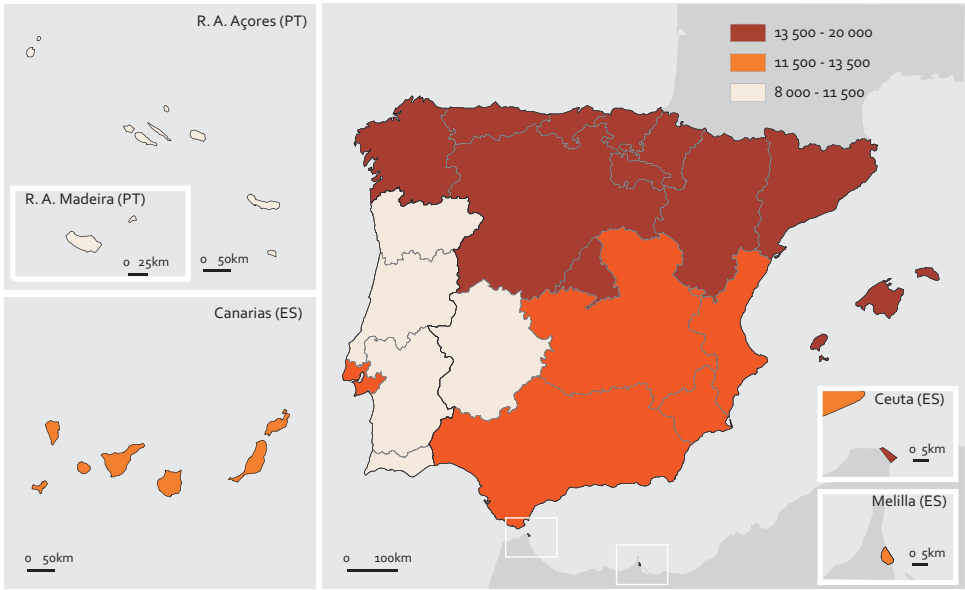 R. A. Açores (PT)
R. A. Madeira (PT)
0 25km
0 50km
Canarias (ES)
0 50km
13 500 - 20 000
11 500 - 13 500
8 000 - 11 500
0 100km
Ceuta (ES)
0 5km
Melilla (ES)
0 5km